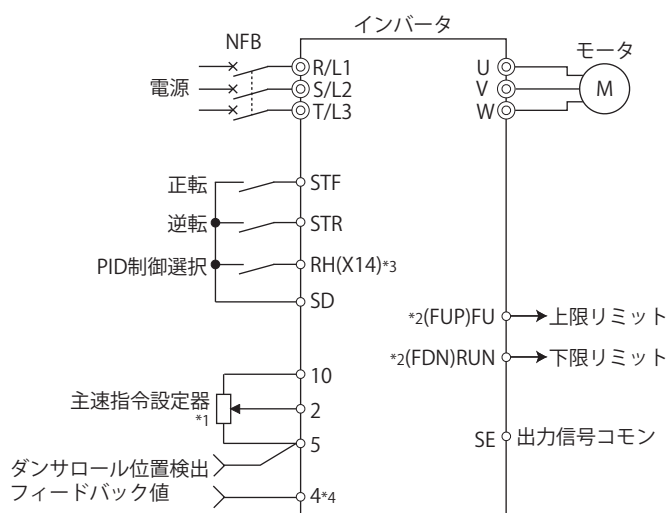 インバータ
NFB
モータ
R/L1
U
電源
S/L2
V
M
T/L3
W
正転
STF
逆転
STR
PID制御選択
RH(X14)*3
SD
*2(FUP)FU
上限リミット
*2(FDN)RUN
下限リミット
10
主速指令設定器
*1
2
5
SE
出力信号コモン
ダンサロール位置検出
フィードバック値
4*4